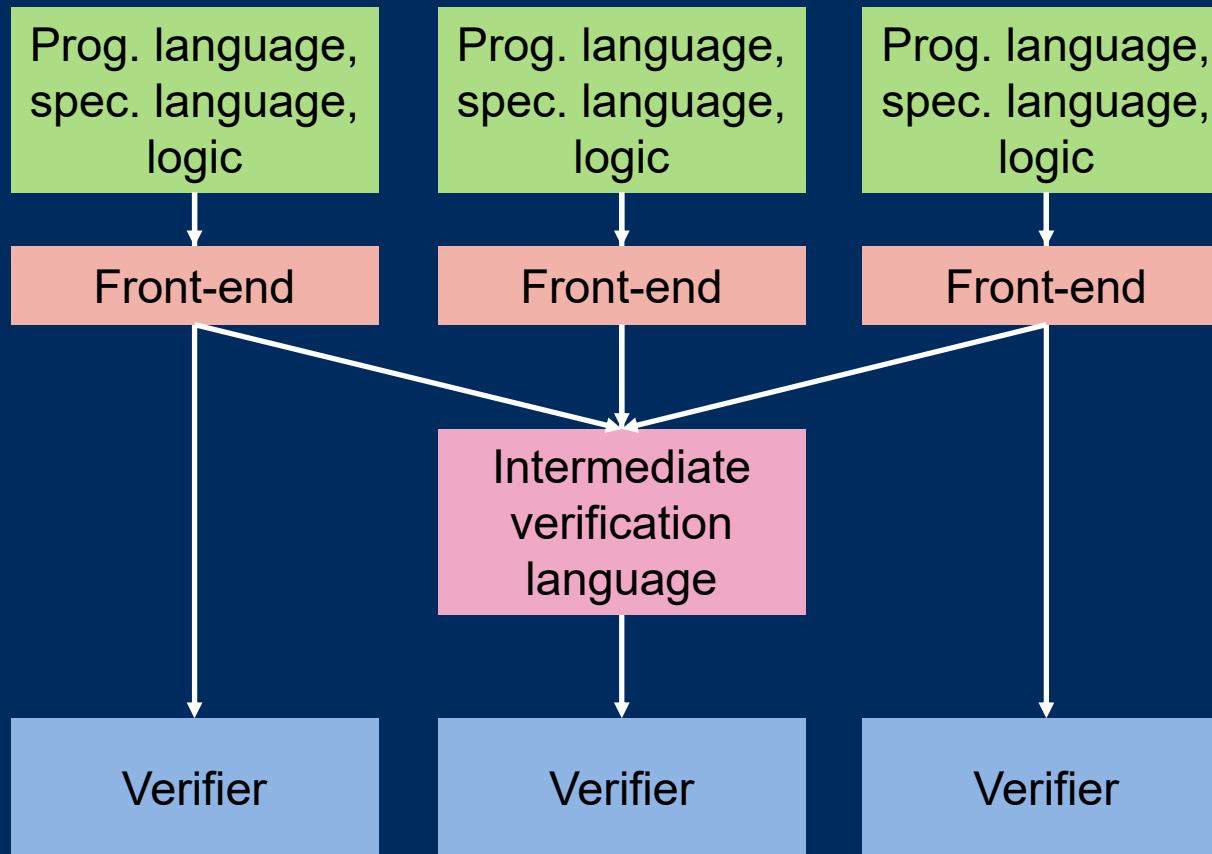 Prog. language,
spec. language,
logic
Prog. language,
spec. language,
logic
Prog. language,
spec. language,
logic
Front-end
Front-end
Front-end
Intermediate
verification
language
Verifier
Verifier
Verifier